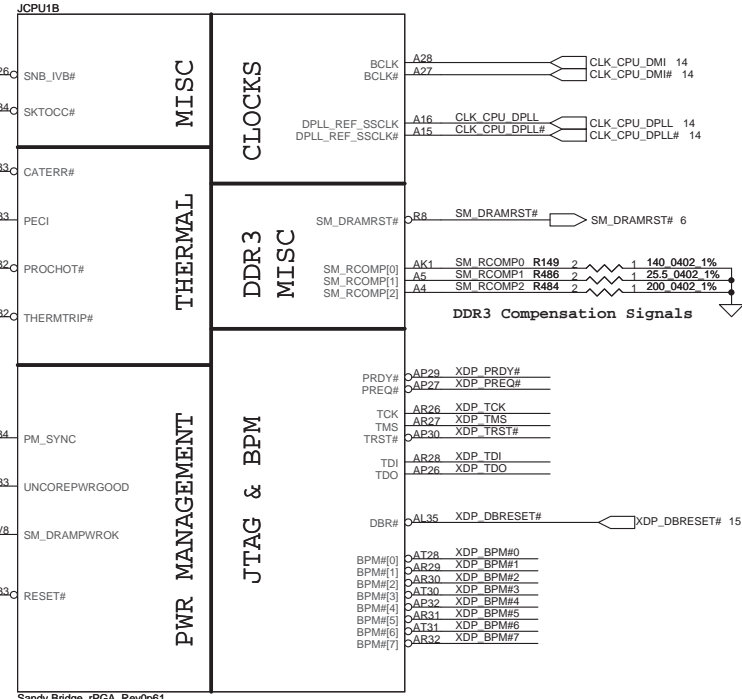 JCPU1B
MISC
SNB_IVB#
SKTOCC#
THERMAL
CATERR#
PECI
PROCHOT#
THERMTRIP#
PWR MANAGEMENT
PM_SYNC
UNCOREPWRGOOD
SM_DRAMPWROK
RESET#
CLOCKS
BCLK A28 CLK_CPU_DMI 14
BCLK# A27 CLK_CPU_DMI# 14
DPLL_REF_SSCLK A16 CLK_CPU_DPLL CLK_CPU_DPLL 14
DPLL_REF_SSCLK# A15 CLK_CPU_DPLL# CLK_CPU_DPLL# 14
DDR3 MISC
SM_DRAMRST# R8 SM_DRAMRST# SM_DRAMRST# 6
SM_RCOMP[0] AK1 SM_RCOMP0 R149 2 1 140_0402_1%
SM_RCOMP[1] A5 SM_RCOMP1 R486 2 1 25.5_0402_1%
SM_RCOMP[2] A4 SM_RCOMP2 R484 2 1 200_0402_1%
DDR3 Compensation Signals
JTAG & BPM
PRDY# AP29 XDP_PRDY#
PREQ# AP27 XDP_PREQ#
TCK AR26 XDP_TCK
TMS AR27 XDP_TMS
TRST# AP30 XDP_TRST#
TDI AR28 XDP_TDI
TDO AP26 XDP_TDO
DBR# AL35 XDP_DBRESET# XDP_DBRESET# 15
BPM#[0] AT28 XDP_BPM#0
BPM#[1] AR29 XDP_BPM#1
BPM#[2] AR30 XDP_BPM#2
BPM#[3] AT30 XDP_BPM#3
BPM#[4] AP32 XDP_BPM#4
BPM#[5] AR31 XDP_BPM#5
BPM#[6] AT31 XDP_BPM#6
BPM#[7] AR32 XDP_BPM#7
Sandy Bridge_rPGA_Rev0p61